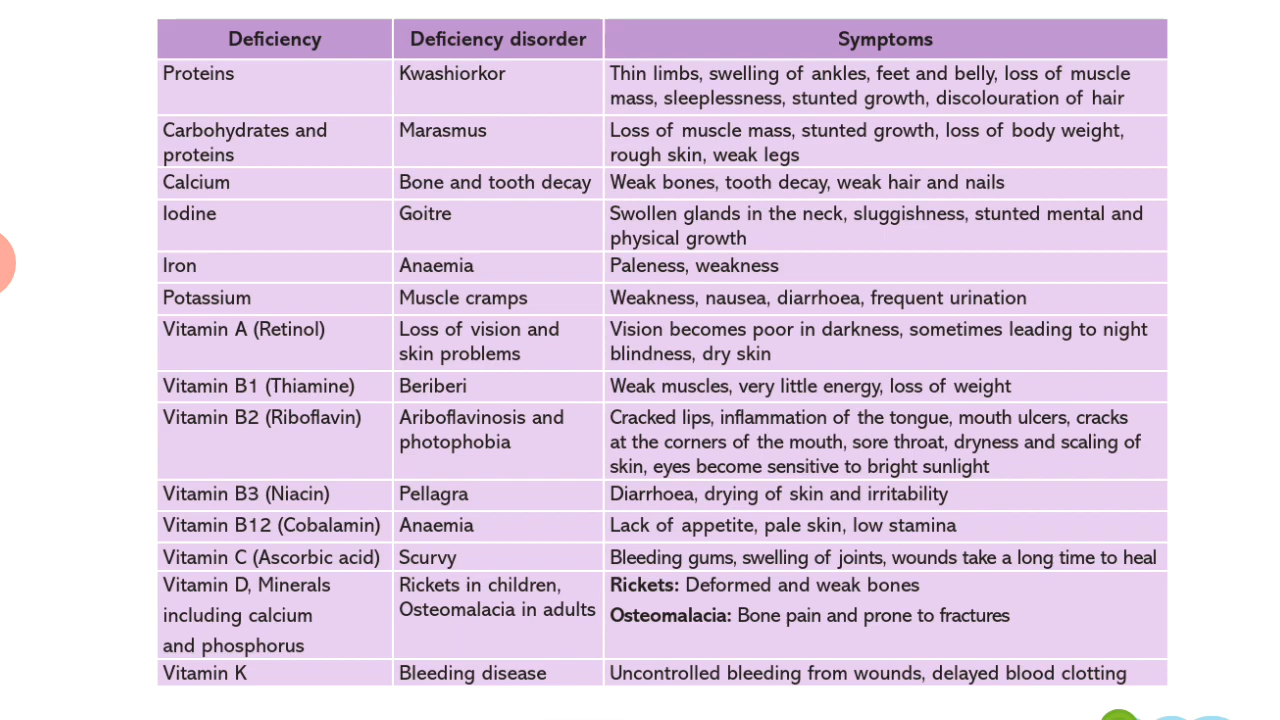 Deficiency Deficiency disorder Symptoms
Proteins Kwashiorkor Thin limbs, swelling of ankles, feet and belly, loss of muscle
mass, sleeplessness, stunted growth, discolouration of hair
Carbohydrates and Marasmus Loss of muscle mass, stunted growth, loss of body weight,
proteins rough skin, weak legs
Calcium Bone and tooth decay Weak bones, tooth decay, weak hair and nails
Iodine Goitre Swollen glands in the neck, sluggishness, stunted mental and
physical growth
Iron Anaemia Paleness, weakness
Potassium Muscle cramps Weakness, nausea, diarrhoea, frequent urination
Vitamin A (Retinol) Loss of vision and Vision becomes poor in darkness, sometimes leading to night
skin problems blindness, dry skin
Vitamin B1 (Thiamine) Beriberi Weak muscles, very little energy, loss of weight
Vitamin B2 (Riboflavin) Ariboflavinosis and Cracked lips, inflammation of the tongue, mouth ulcers, cracks
photophobia at the corners of the mouth, sore throat, dryness and scaling of
skin, eyes become sensitive to bright sunlight
Vitamin B3 (Niacin) Pellagra Diarrhoea, drying of skin and irritability
Vitamin B12 (Cobalamin) Anaemia Lack of appetite, pale skin, low stamina
Vitamin C (Ascorbic acid) Scurvy Bleeding gums, swelling of joints, wounds take a long time to heal
Vitamin D, Minerals Rickets in children, Rickets: Deformed and weak bones
including calcium Osteomalacia in adults Osteomalacia: Bone pain and prone to fractures
and phosphorus
Vitamin K Bleeding disease Uncontrolled bleeding from wounds, delayed blood clotting